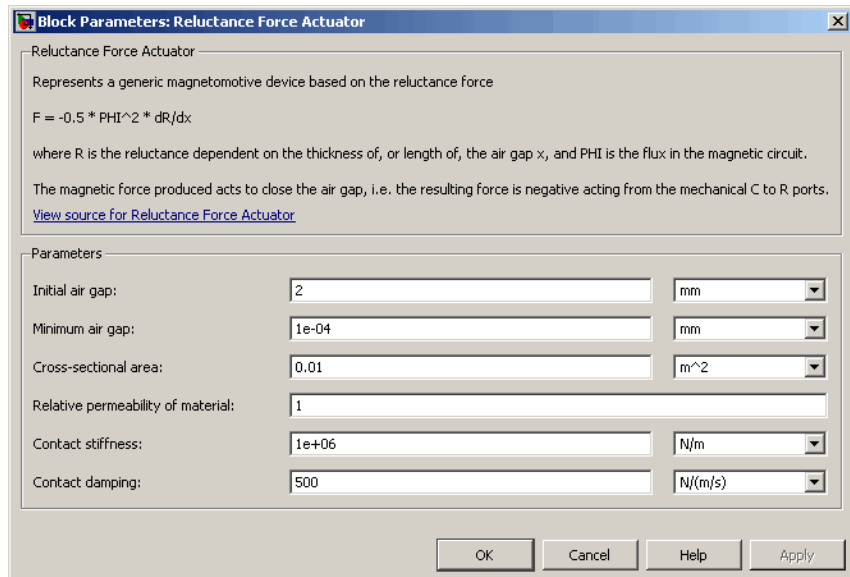 Block Parameters: Reluctance Force Actuator
Reluctance Force Actuator
Represents a generic magnetomotive device based on the reluctance force
F = -0.5 * PHI^2 * dR/dx
where R is the reluctance dependent on the thickness of, or length of, the air gap x, and PHI is the flux in the magnetic circuit.
The magnetic force produced acts to close the air gap, i.e. the resulting force is negative acting from the mechanical C to R ports.
View source for Reluctance Force Actuator
Parameters
Initial air gap: 2 mm
Minimum air gap: 1e-04 mm
Cross-sectional area: 0.01 m^2
Relative permeability of material: 1
Contact stiffness: 1e+06 N/m
Contact damping: 500 N/(m/s)
OK Cancel Help Apply